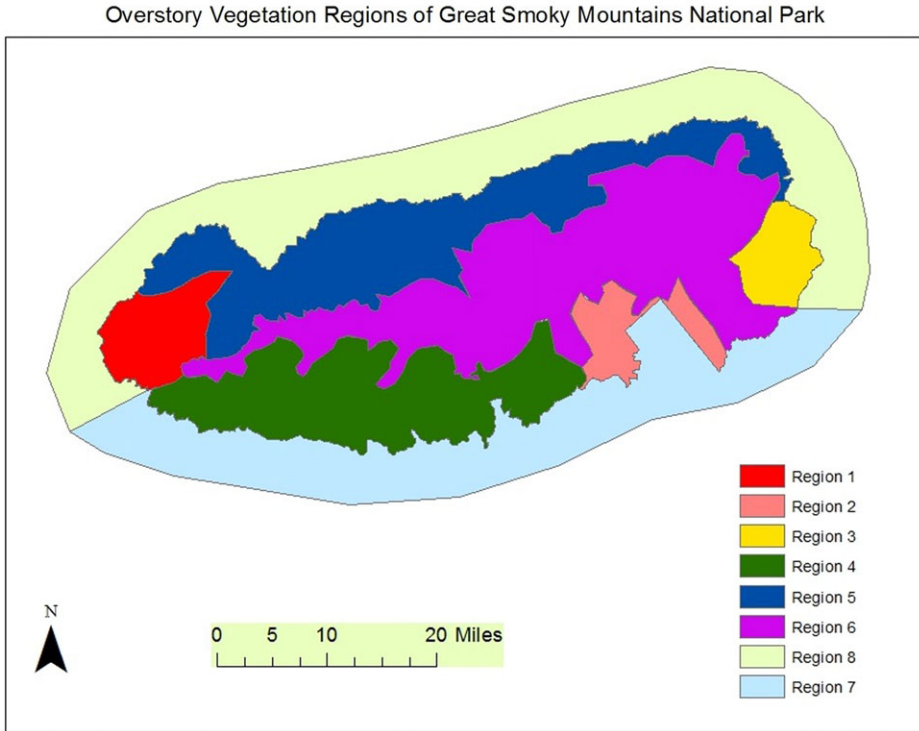 Overstory Vegetation Regions of Great Smoky Mountains National Park
Region 1
Region 2
Region 3
Region 4
Region 5
Region 6
Region 8
Region 7
N
0 5 10 20 Miles